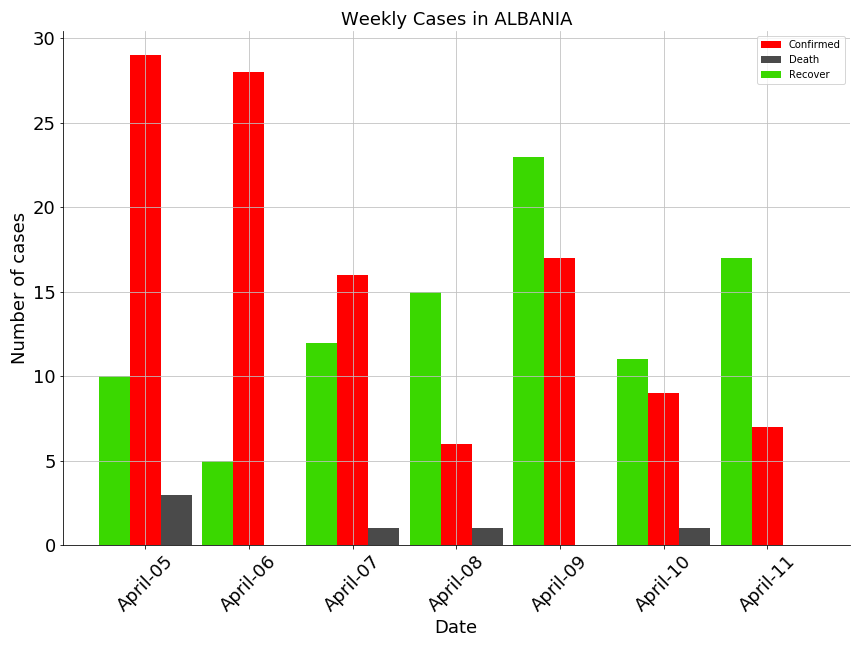 Weekly Cases in ALBANIA
Confirmed
Death
Recover
Number of cases
30
25
20
15
10
5
0
April-05
April-06
April-07
April-08
April-09
April-10
April-11
Date